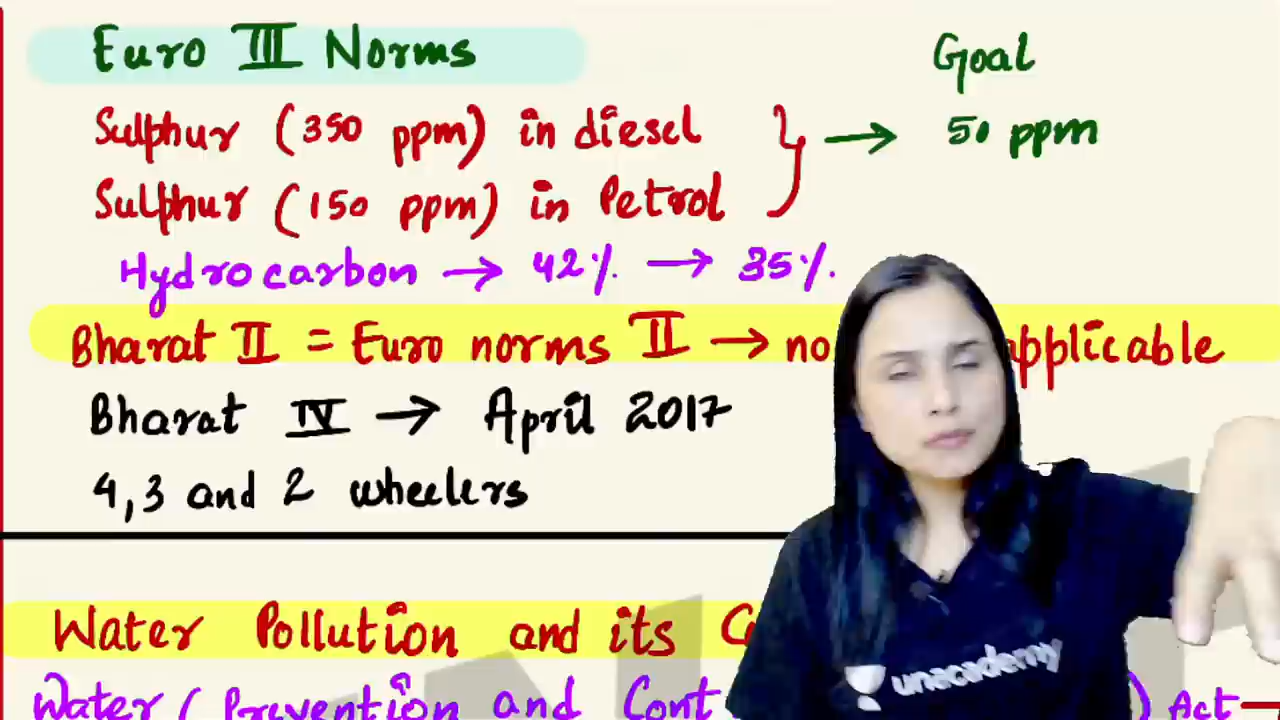 Euro III Norms
Goal
Sulphur (350 ppm) in diesel } → 50 ppm
Sulphur (150 ppm) in Petrol
Hydrocarbon → 42% → 35%.
Bharat II = Euro norms II → applicable
Bharat IV → April 2017
4, 3 and 2 wheelers
Water Pollution and its
Water (Prevention and ) Act
unacademy